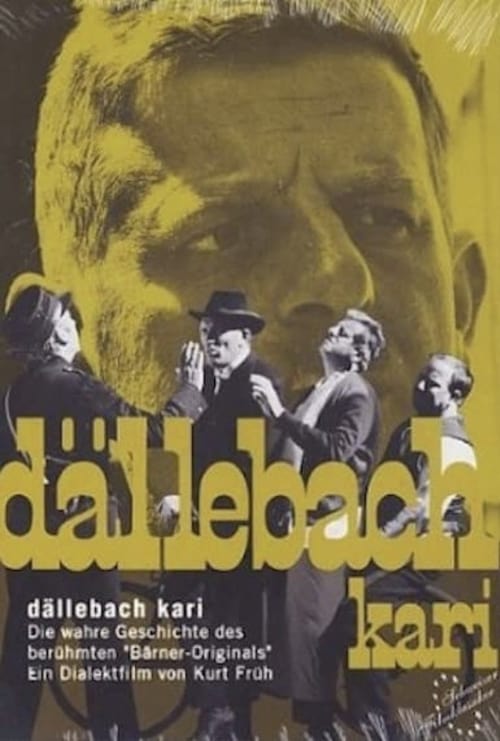 dällebach
kari
dällebach kari
Die wahre Geschichte des
berühmten "Bärner-Originals"
Ein Dialektfilm von Kurt Früh